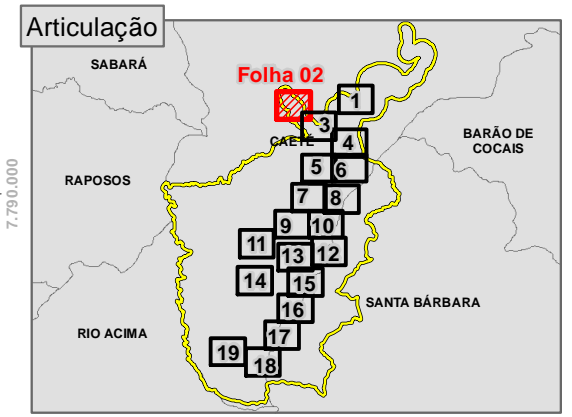 Articulação
SABARÁ
Folha 02
1
3
CAETÉ
4
BARÃO DE
COCAIS
5
6
RAPOSOS
7.790.000
7
8
9
10
11
12
13
14
15
SANTA BÁRBARA
16
RIO ACIMA
17
19
18